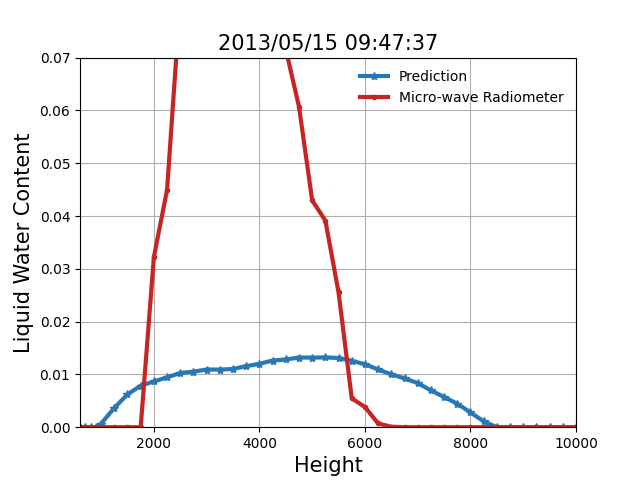 2013/05/15 09:47:37
Prediction
Micro-wave Radiometer
Liquid Water Content
0.07
0.06
0.05
0.04
0.03
0.02
0.01
0.00
2000 4000 6000 8000 10000
Height